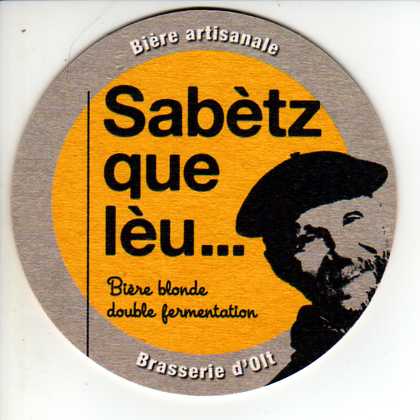 Bière artisanale
Sabètz
que
lèu...
Bière blonde
double fermentation
Brasserie d'Olt